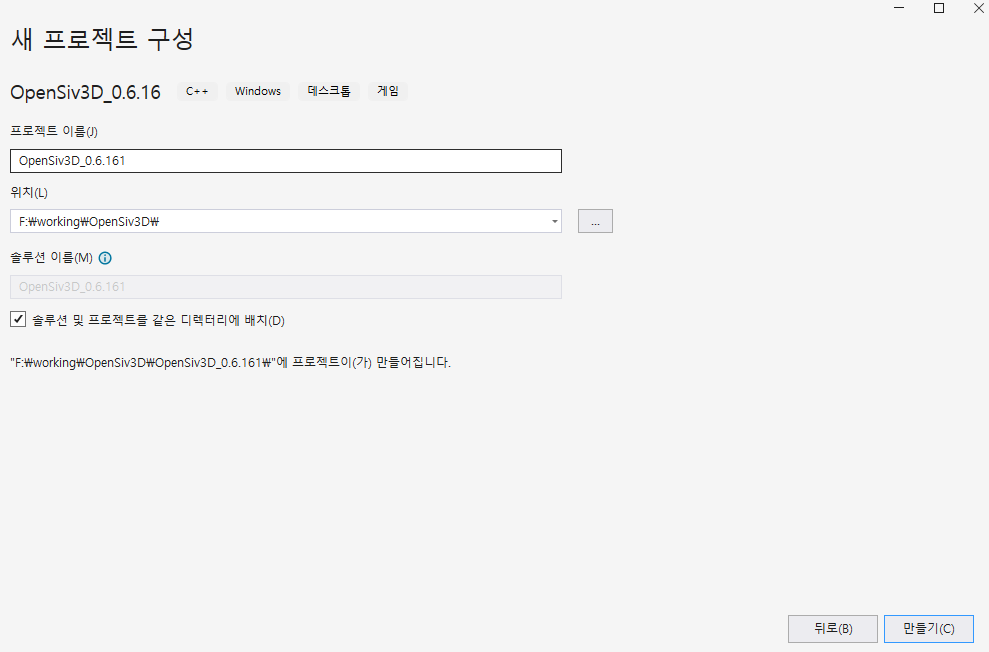 새 프로젝트 구성
OpenSiv3D_0.6.16 C++ Windows 데스크톱 게임
프로젝트 이름(J)
OpenSiv3D_0.6.161
위치(L)
F:₩working₩OpenSiv3D₩
...
솔루션 이름(M)
OpenSiv3D_0.6.161
솔루션 및 프로젝트를 같은 디렉터리에 배치(D)
"F:₩working₩OpenSiv3D₩OpenSiv3D_0.6.161₩"에 프로젝트이(가) 만들어집니다.
뒤로(B) 만들기(C)